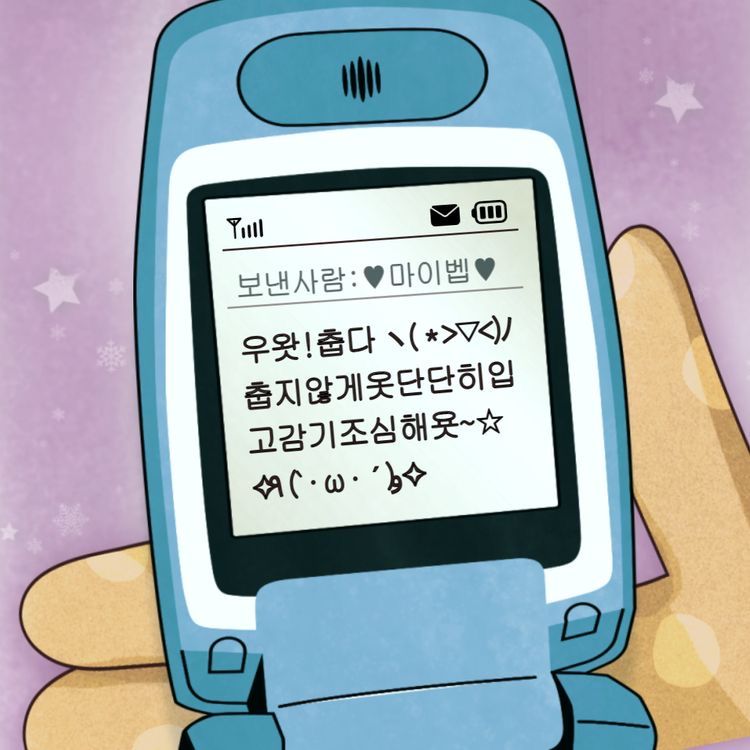 보낸사람:♥마이벱♥
우왓!춥다 ヽ(*>▽<)ノ
춥지않게옷단단히입
고감기조심해욧~☆
✧٩(`･ω･´)و✧